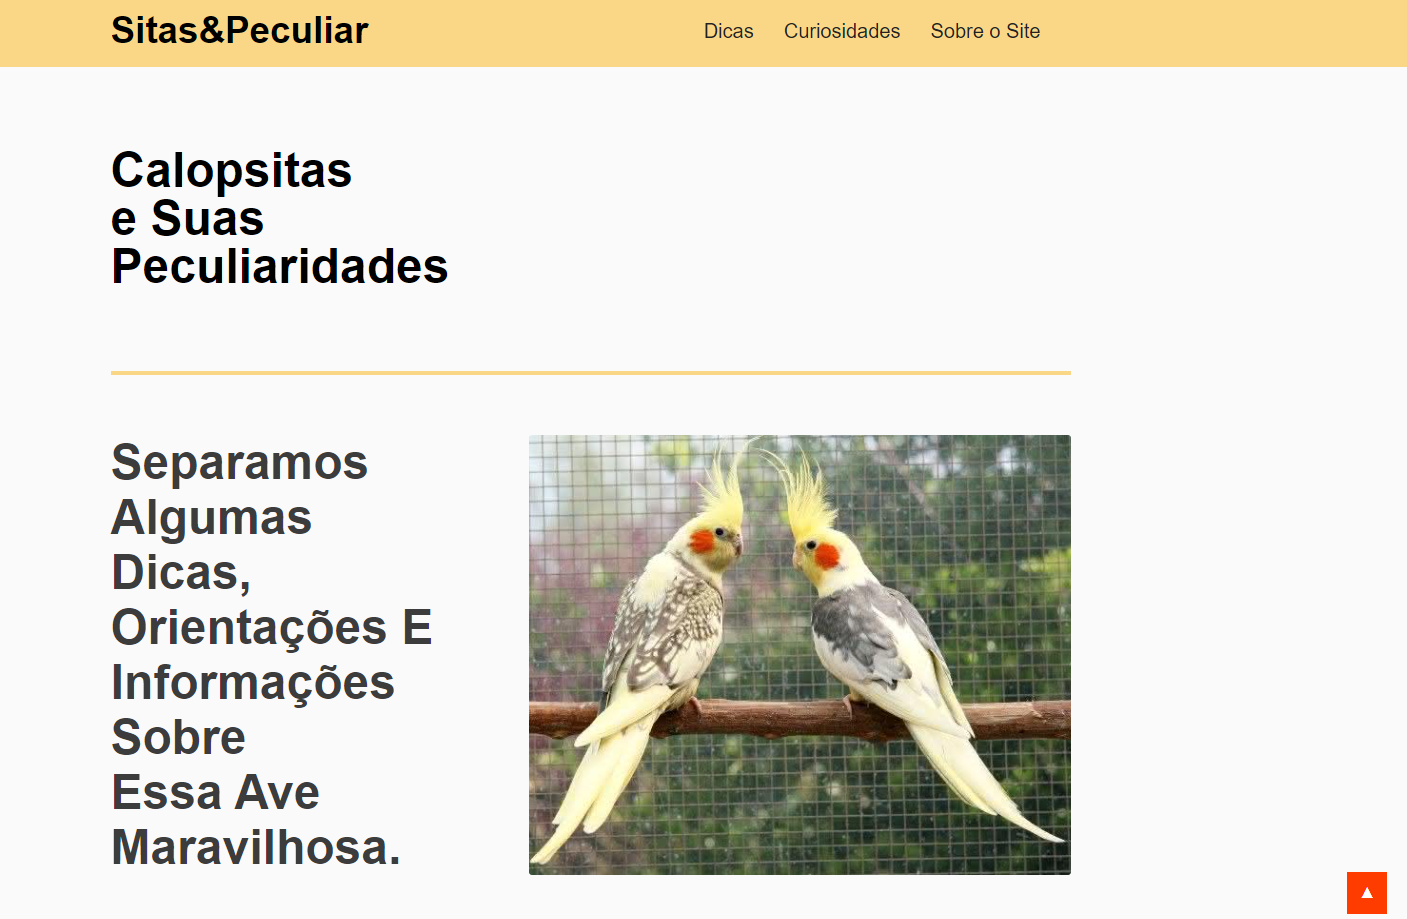 Sitas&Peculiar
Dicas Curiosidades Sobre o Site
Calopsitas
e Suas
Peculiaridades
Separamos
Algumas
Dicas,
Orientações E
Informações
Sobre
Essa Ave
Maravilhosa.
▲